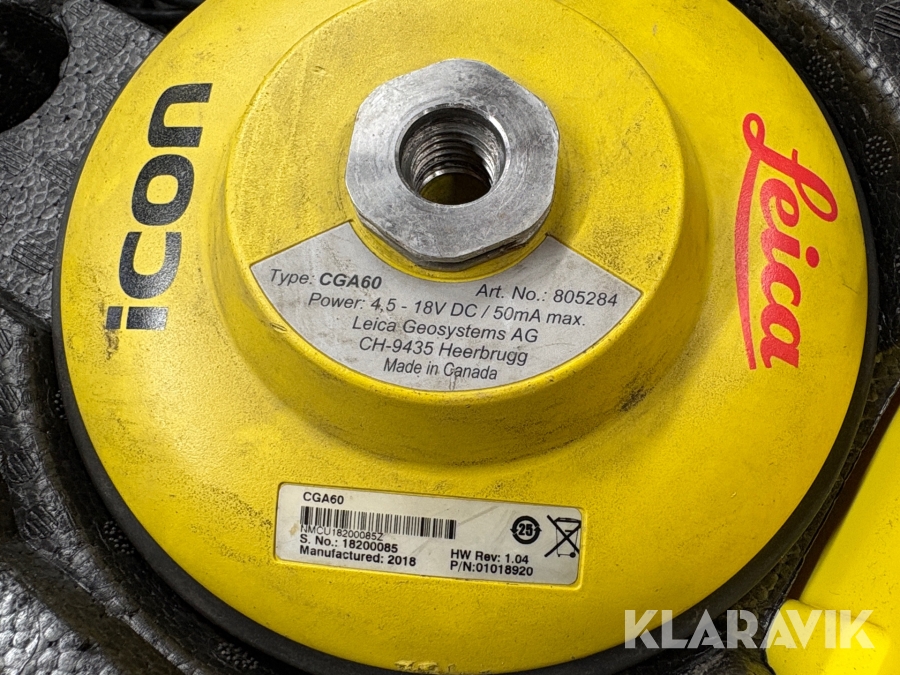 icon
Leica
Type: CGA60 Art. No.: 805284
Power: 4,5 - 18V DC / 50mA max.
Leica Geosystems AG
CH-9435 Heerbrugg
Made in Canada
CGA60
NMCU18200085Z
S. No.: 18200085
Manufactured: 2018
25
HW Rev: 1.04
P/N:01018920
KLARAVIK